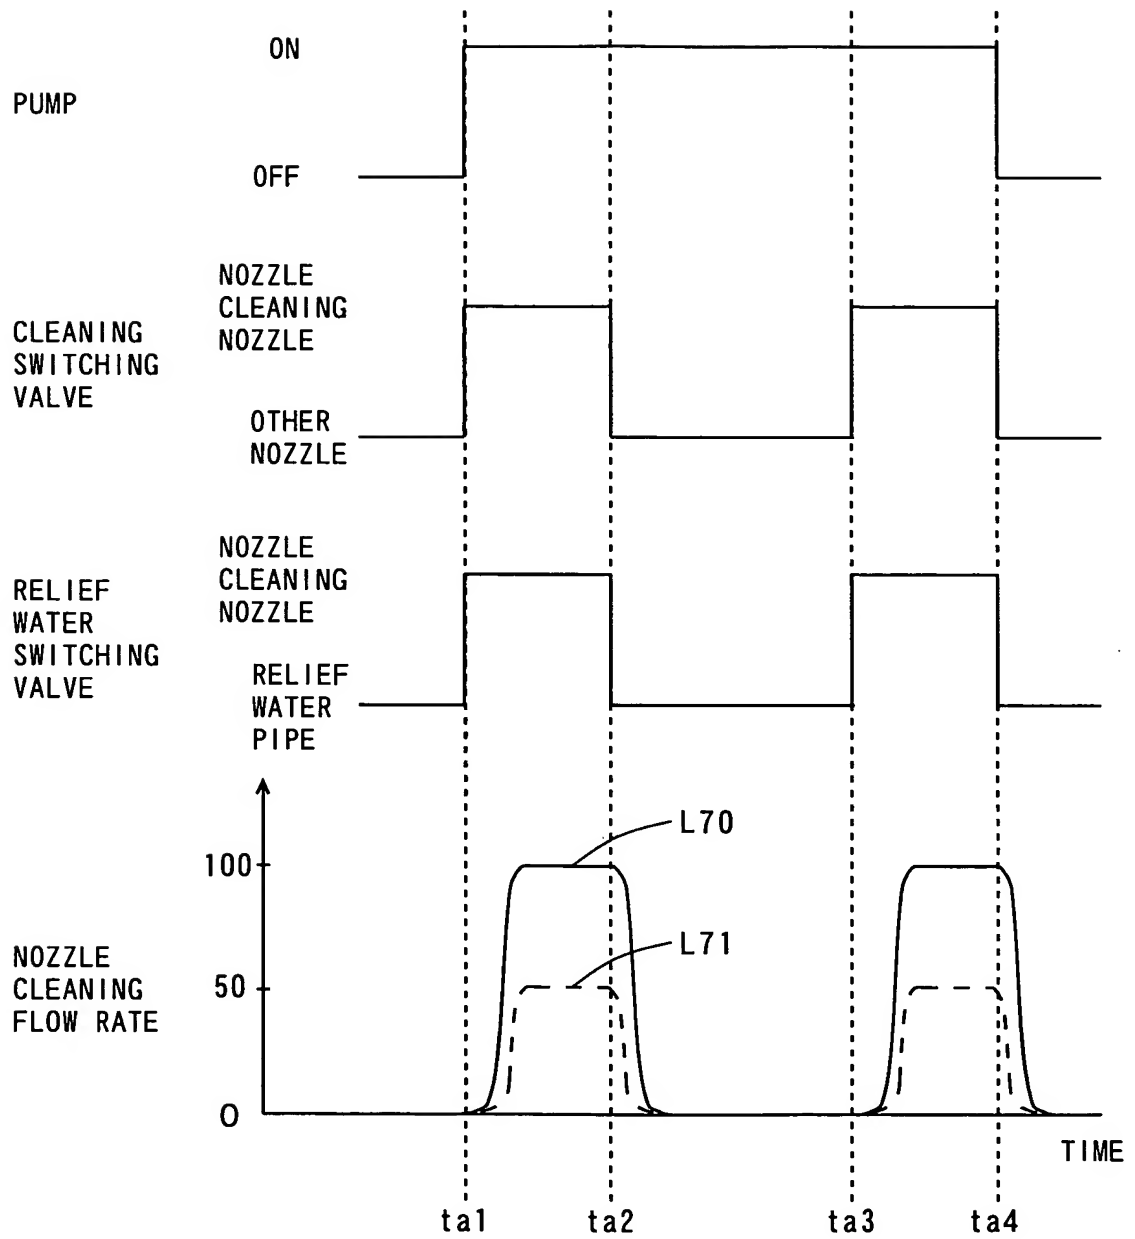 ON
PUMP
OFF
NOZZLE
CLEANING
NOZZLE
CLEANING
SWITCHING
VALVE
OTHER
NOZZLE
NOZZLE
CLEANING
NOZZLE
RELIEF
WATER
SWITCHING
VALVE
RELIEF
WATER
PIPE
L70
100
L71
50
NOZZLE
CLEANING
FLOW RATE
0
TIME
ta1
ta2
ta3
ta4